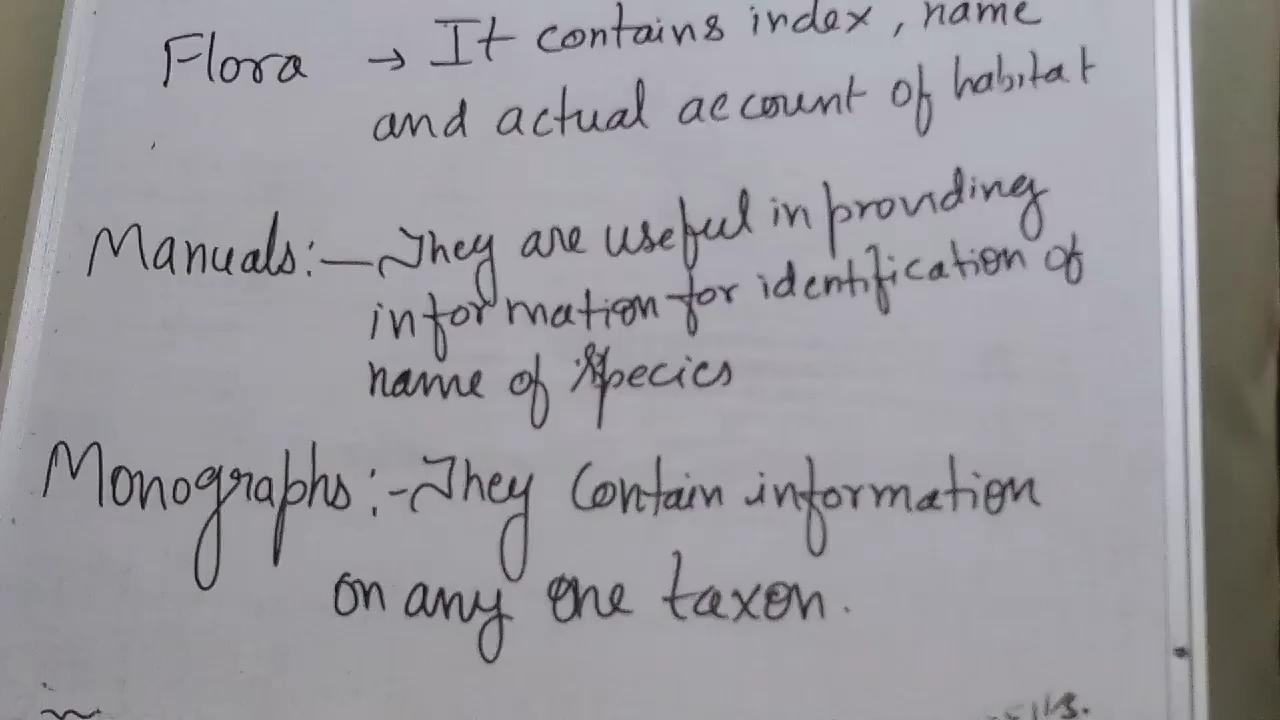 Flora → It contains index, name
and actual account of habitat
Manuals:— They are useful in providing
information for identification of
name of species
Monographs:- They contain information
on any one taxon.